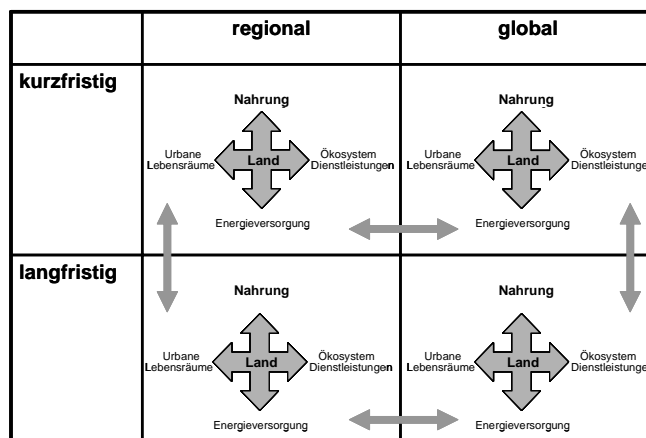 regional global
kurzfristig
Nahrung Nahrung
Urbane Lebensräume Land Ökosystem Dienstleistungen Urbane Lebensräume Land Ökosystem Dienstleistunge
Energieversorgung Energieversorgung
langfristig
Nahrung Nahrung
Urbane Lebensräume Land Ökosystem Dienstleistungen Urbane Lebensräume Land Ökosystem Dienstleistunge
Energieversorgung Energieversorgung